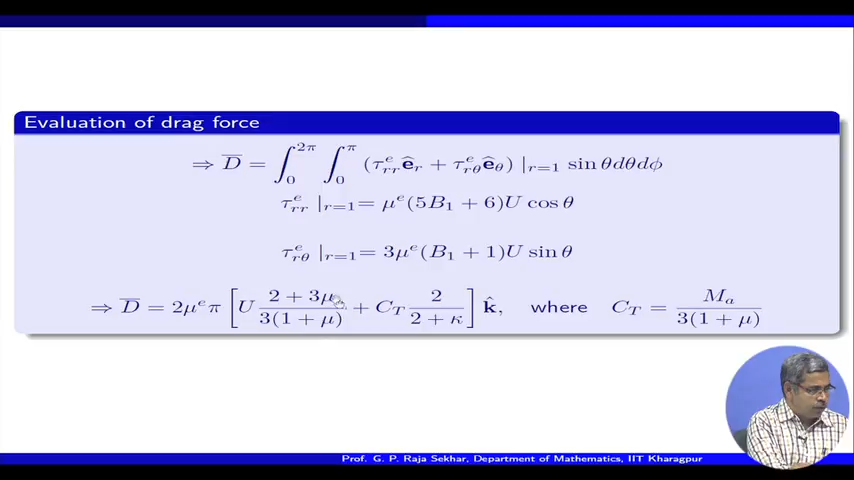 Evaluation of drag force
⇒ D̅ = ∫₀^{2π} ∫₀^{π} (τ^e_{rr} ê_r + τ^e_{rθ} ê_θ) |_{r=1} sin θdθdϕ
τ^e_{rr} |_{r=1} = μ^e(5B₁ + 6)U cos θ
τ^e_{rθ} |_{r=1} = 3μ^e(B₁ + 1)U sin θ
⇒ D̅ = 2μ^e π [ U (2 + 3μ)/(3(1 + μ)) + C_T 2/(2 + κ) ] k̂, where C_T = M_a/(3(1 + μ))
Prof. G. P. Raja Sekhar, Department of Mathematics, IIT Kharagpur